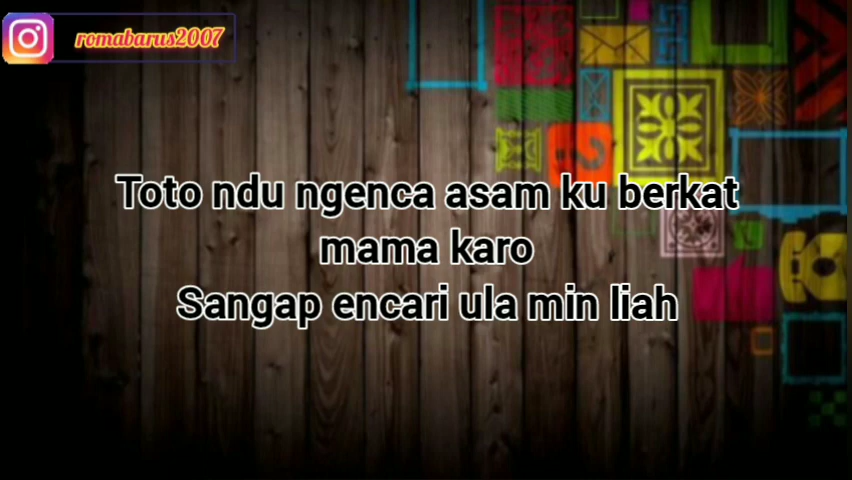 romabarus2007
Toto ndu ngenca asam ku berkat
mama karo
Sangap encari ula min liah